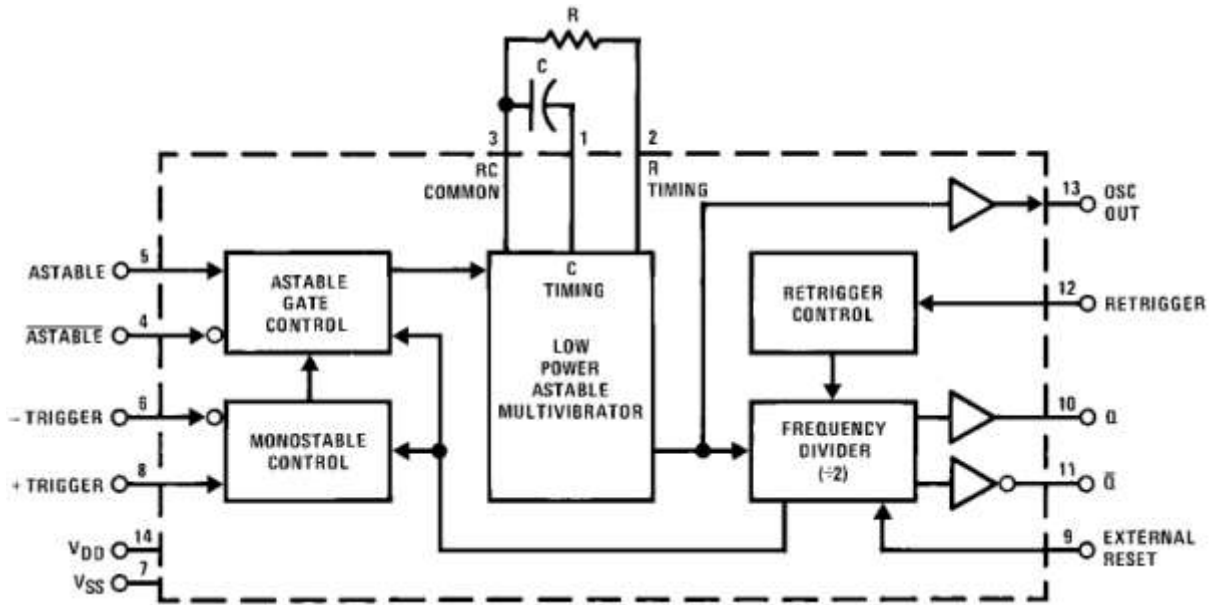 R
C
3
1
2
RC
COMMON
R
TIMING
13
OSC
OUT
5
ASTABLE
ASTABLE
GATE
CONTROL
C
TIMING
LOW
POWER
ASTABLE
MULTIVIBRATOR
RETRIGGER
CONTROL
12
RETRIGGER
4
ASTABLE
6
– TRIGGER
MONOSTABLE
CONTROL
8
+ TRIGGER
FREQUENCY
DIVIDER
(÷2)
10
Q
11
Q̅
9
EXTERNAL
RESET
14
VDD
7
VSS